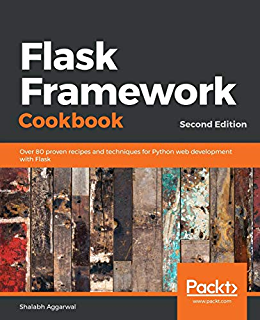 Flask
Framework
Cookbook
Second Edition
Over 80 proven recipes and techniques for Python web development
with Flask
Packt>
www.packt.com
Shalabh Aggarwal